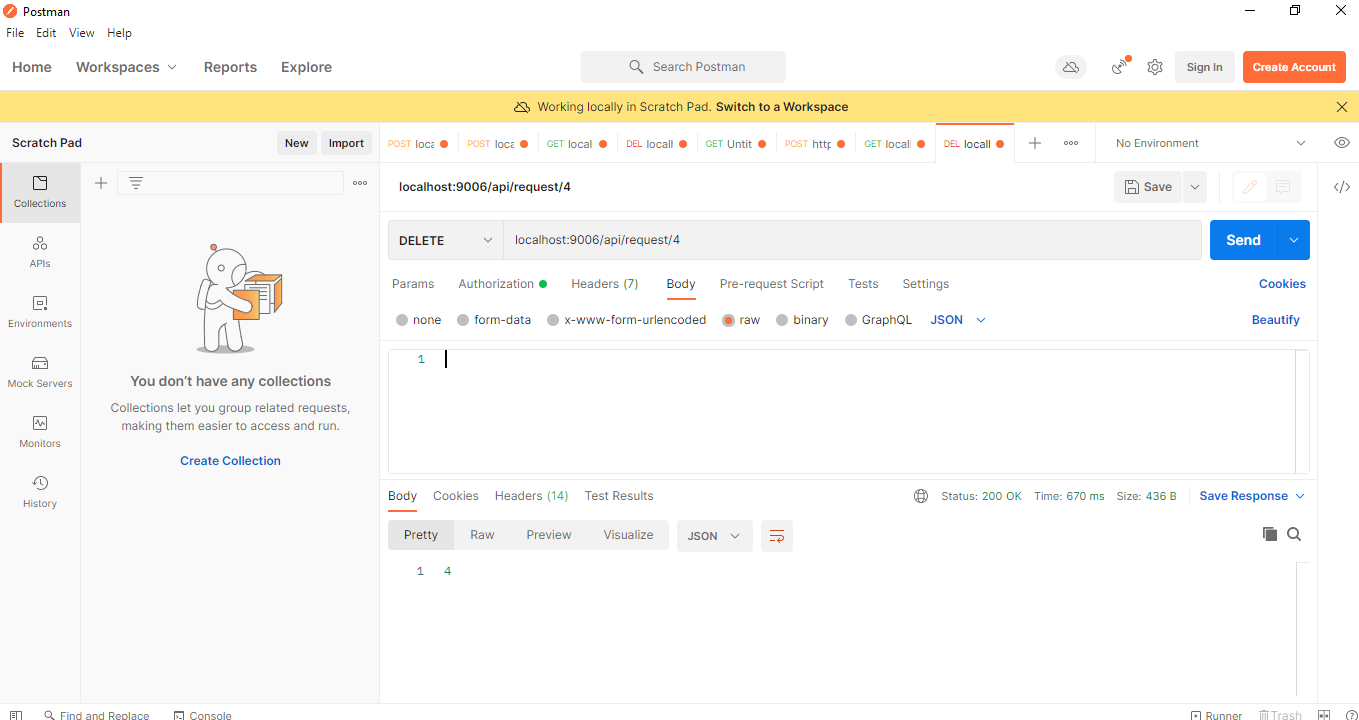 Postman
File Edit View Help
Home Workspaces Reports Explore Search Postman Sign In Create Account
Working locally in Scratch Pad. Switch to a Workspace
Scratch Pad New Import POST loca POST loca GET local DEL locall GET Untit POST http GET locall DEL locall No Environment
Collections
APIs
Environments
Mock Servers
Monitors
History
You don’t have any collections
Collections let you group related requests,
making them easier to access and run.
Create Collection
localhost:9006/api/request/4 Save
DELETE localhost:9006/api/request/4 Send
Params Authorization Headers (7) Body Pre-request Script Tests Settings Cookies
none form-data x-www-form-urlencoded raw binary GraphQL JSON Beautify
1
Body Cookies Headers (14) Test Results Status: 200 OK Time: 670 ms Size: 436 B Save Response
Pretty Raw Preview Visualize JSON
1 4
Find and Replace Console Runner Trash